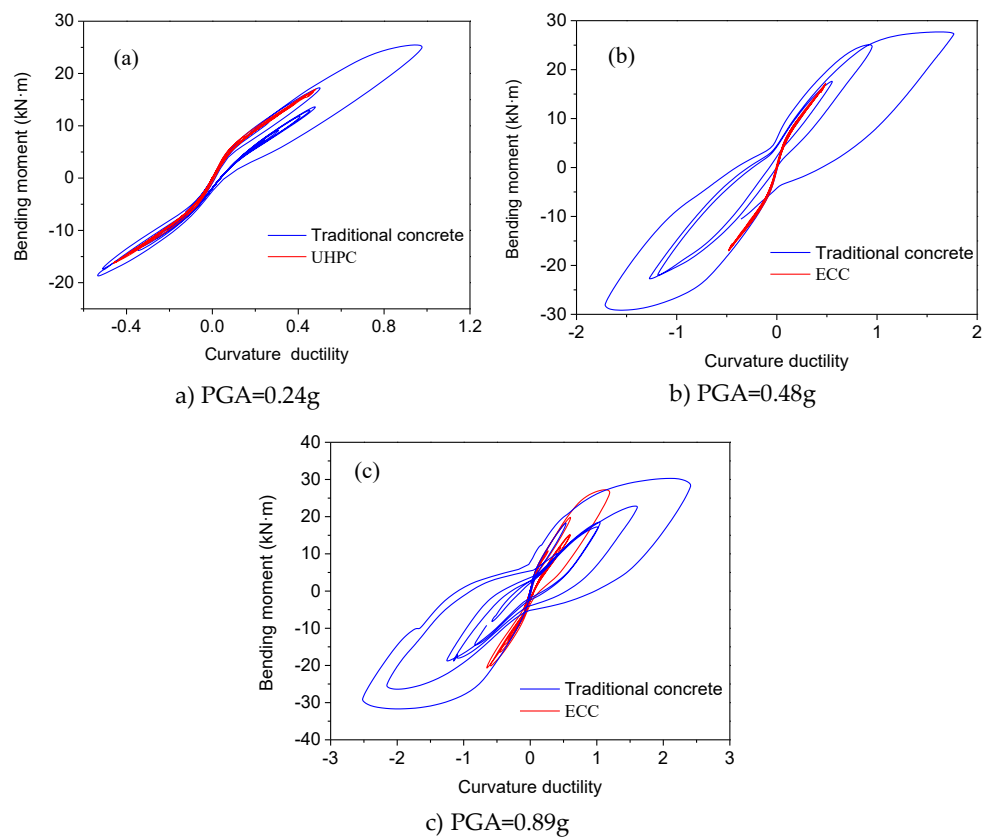 30
20
10
0
-10
-20
-0.4
0.0
0.4
0.8
1.2
Bending moment (kN·m)
Curvature ductility
(a)
Traditional concrete
UHPC
a) PGA=0.24g
30
20
10
0
-10
-20
-30
-2
-1
0
1
2
Bending moment (kN·m)
Curvature ductility
(b)
Traditional concrete
ECC
b) PGA=0.48g
40
30
20
10
0
-10
-20
-30
-40
-3
-2
-1
0
1
2
3
Bending moment (kN·m)
Curvature ductility
(c)
Traditional concrete
ECC
c) PGA=0.89g